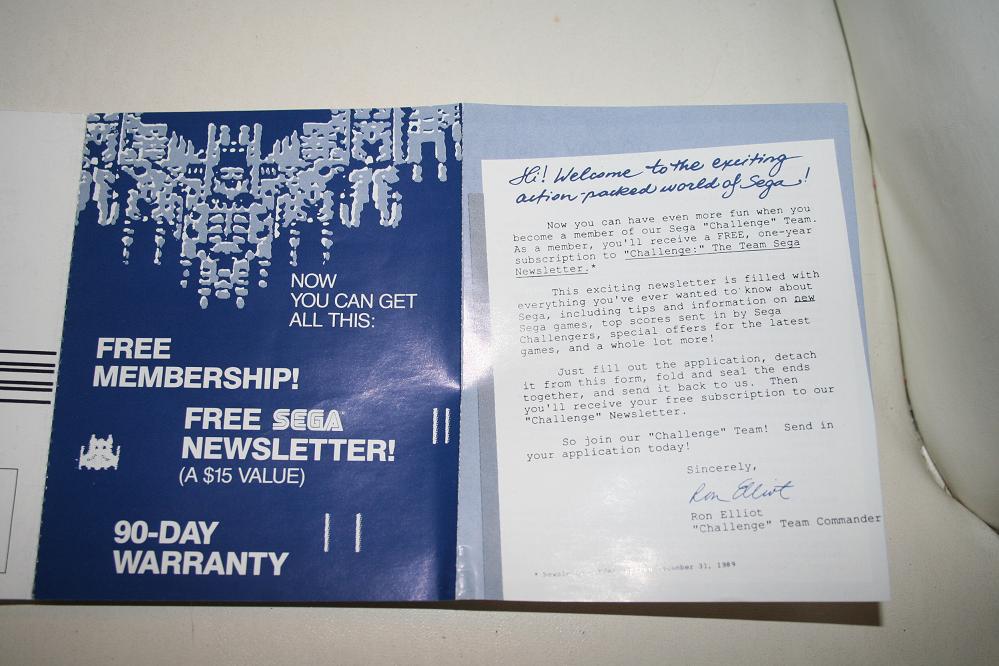 NOW
YOU CAN GET
ALL THIS:
FREE
MEMBERSHIP!
FREE SEGA
NEWSLETTER!
(A $15 VALUE)
90-DAY
WARRANTY
Hi! Welcome to the exciting
action-packed world of Sega!
Now you can have even more fun when you
become a member of our Sega "Challenge" Team.
As a member, you'll receive a FREE, one-year
subscription to "Challenge:" The Team Sega
Newsletter.*
This exciting newsletter is filled with
everything you've ever wanted to know about
Sega, including tips and information on new
Sega games, top scores sent in by Sega
Challengers, special offers for the latest
games, and a whole lot more!
Just fill out the application, detach
it from this form, fold and seal the ends
together, and send it back to us. Then
you'll receive your free subscription to our
"Challenge" Newsletter.
So join our "Challenge" Team! Send in
your application today!
Sincerely,
Ron Elliot
Ron Elliot
"Challenge" Team Commander
* 31, 1989